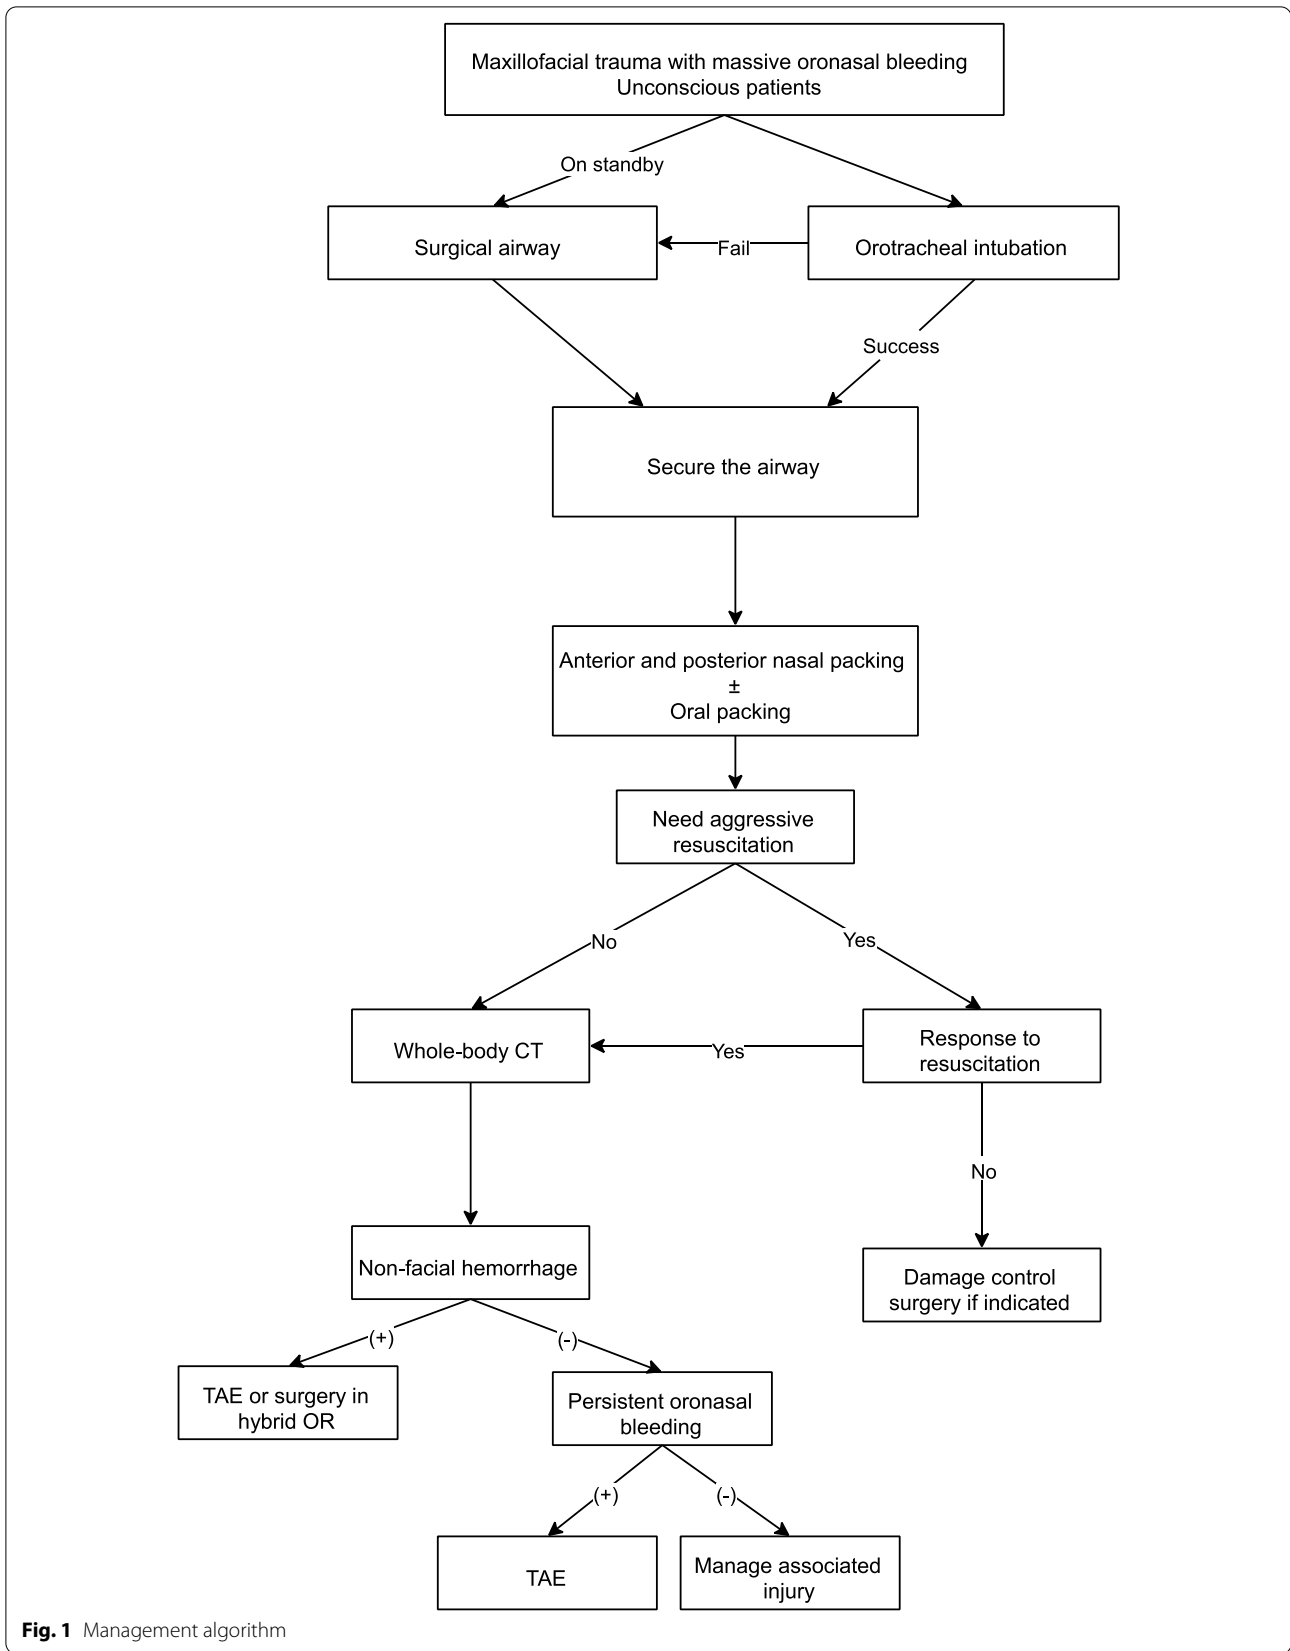 Maxillofacial trauma with massive oronasal bleeding
Unconscious patients
On standby
Surgical airway
Fail
Orotracheal intubation
Success
Secure the airway
Anterior and posterior nasal packing
±
Oral packing
Need aggressive
resuscitation
No
Yes
Whole-body CT
Yes
Response to
resuscitation
No
Non-facial hemorrhage
Damage control
surgery if indicated
(+)
(-)
TAE or surgery in
hybrid OR
Persistent oronasal
bleeding
(+)
(-)
TAE
Manage associated
injury
Fig. 1 Management algorithm